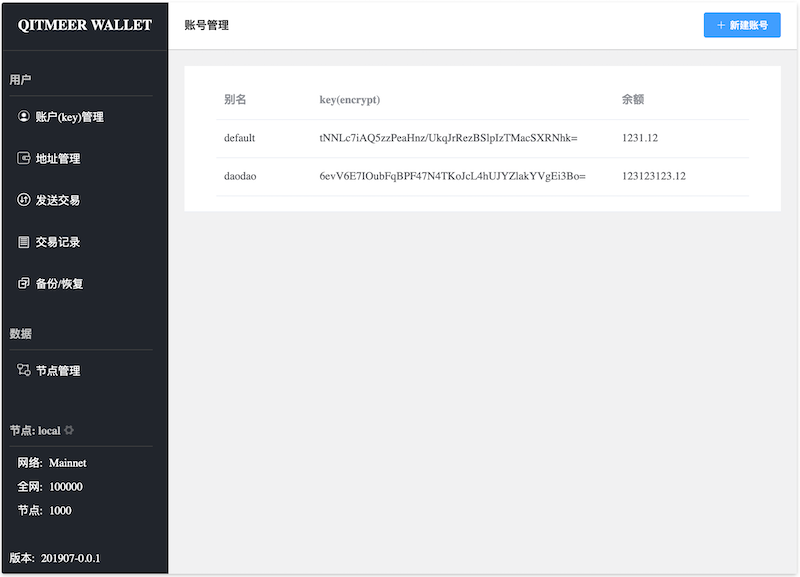 QITMEER WALLET
用户
账户(key)管理
地址管理
发送交易
交易记录
备份/恢复
数据
节点管理
节点: local
网络: Mainnet
全网: 100000
节点: 1000
版本: 201907-0.0.1
账号管理
+ 新建账号
别名 key(encrypt) 余额
default tNNLc7iAQ5zzPeaHnz/UkqJrRezBSlpIzTMacSXRNhk= 1231.12
daodao 6evV6E7IOubFqBPF47N4TKoJcL4hUJYZlakYVgEi3Bo= 123123123.12